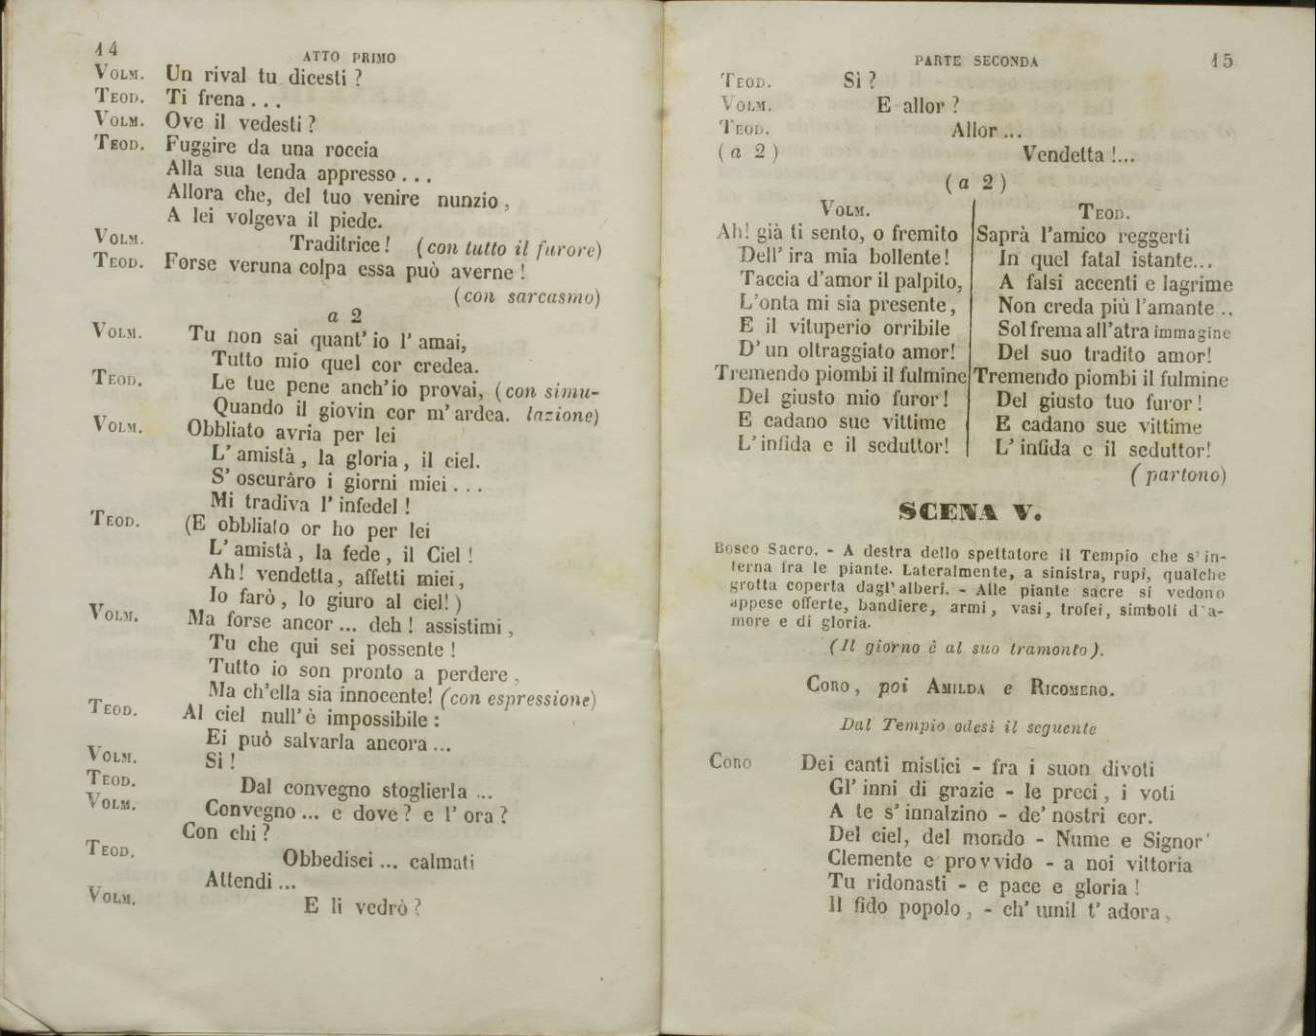 14
ATTO PRIMO
VOLM. Un rival tu dicesti ?
TEOD. Ti frena . . .
VOLM. Ove il vedesti ?
TEOD. Fuggire da una roccia
Alla sua tenda appresso . . .
Allora che, del tuo venire nunzio ,
A lei volgeva il piede.
VOLM. Traditrice ! (con tutto il furore)
TEOD. Forse veruna colpa essa può averne !
(con sarcasmo)
a 2
VOLM. Tu non sai quant' io l' amai,
Tutto mio quel cor credea.
TEOD. Le tue pene anch'io provai, (con simu-
Quando il giovin cor m' ardea. lazione)
VOLM. Obbliato avria per lei
L' amistà , la gloria , il ciel.
S' oscuràro i giorni miei . . .
Mi tradiva l' infedel !
TEOD. (E obbliato or ho per lei
L' amistà , la fede , il Ciel !
Ah ! vendetta, affetti miei ,
Io farò , lo giuro al ciel! )
VOLM. Ma forse ancor ... deh ! assistimi ,
Tu che qui sei possente !
Tutto io son pronto a perdere ,
Ma ch'ella sia innocente! (con espressione)
TEOD. Al ciel null' è impossibile :
Ei può salvarla ancora ...
VOLM. Sì !
TEOD. Dal convegno stoglierla ...
VOLM. Convegno ... e dove ? e l' ora ?
Con chi ?
TEOD. Obbedisci ... calmati
Attendi ...
VOLM. E li vedrò ?
PARTE SECONDA 15
TEOD. Sì ?
VOLM. E allor ?
TEOD. Allor ...
( a 2 ) Vendetta !...
( a 2 )
VOLM.
Ah! già ti sento, o fremito
Dell' ira mia bollente !
Taccia d'amor il palpito,
L'onta mi sia presente ,
E il vituperio orribile
D' un oltraggiato amor!
Tremendo piombi il fulmine
Del giusto mio furor !
E cadano sue vittime
L' infida e il seduttor!
TEOD.
Saprà l'amico reggerti
In quel fatal istante...
A falsi accenti e lagrime
Non creda più l'amante ..
Sol frema all'atra immagine
Del suo tradito amor!
Tremendo piombi il fulmine
Del giusto tuo furor !
E cadano sue vittime
L' infida e il seduttor!
( partono)
SCENA V.
BOSCO SACRO. - A destra dello spettatore il Tempio che s' in-
terna fra le piante. Lateralmente, a sinistra, rupi, qualche
grotta coperta dagl' alberi. - Alle piante sacre si vedono
appese offerte, bandiere, armi, vasi, trofei, simboli d' a-
more e di gloria.
(Il giorno è al suo tramonto).
CORO, poi AMILDA e RICOMERO.
Dal Tempio odesi il seguente
CORO Dei canti mistici - fra i suon divoti
Gl' inni di grazie - le preci , i voti
A te s' innalzino - de' nostri cor.
Del ciel, del mondo - Nume e Signor
Clemente e provvido - a noi vittoria
Tu ridonasti - e pace e gloria !
Il fido popolo , - ch' umil t' adora ,